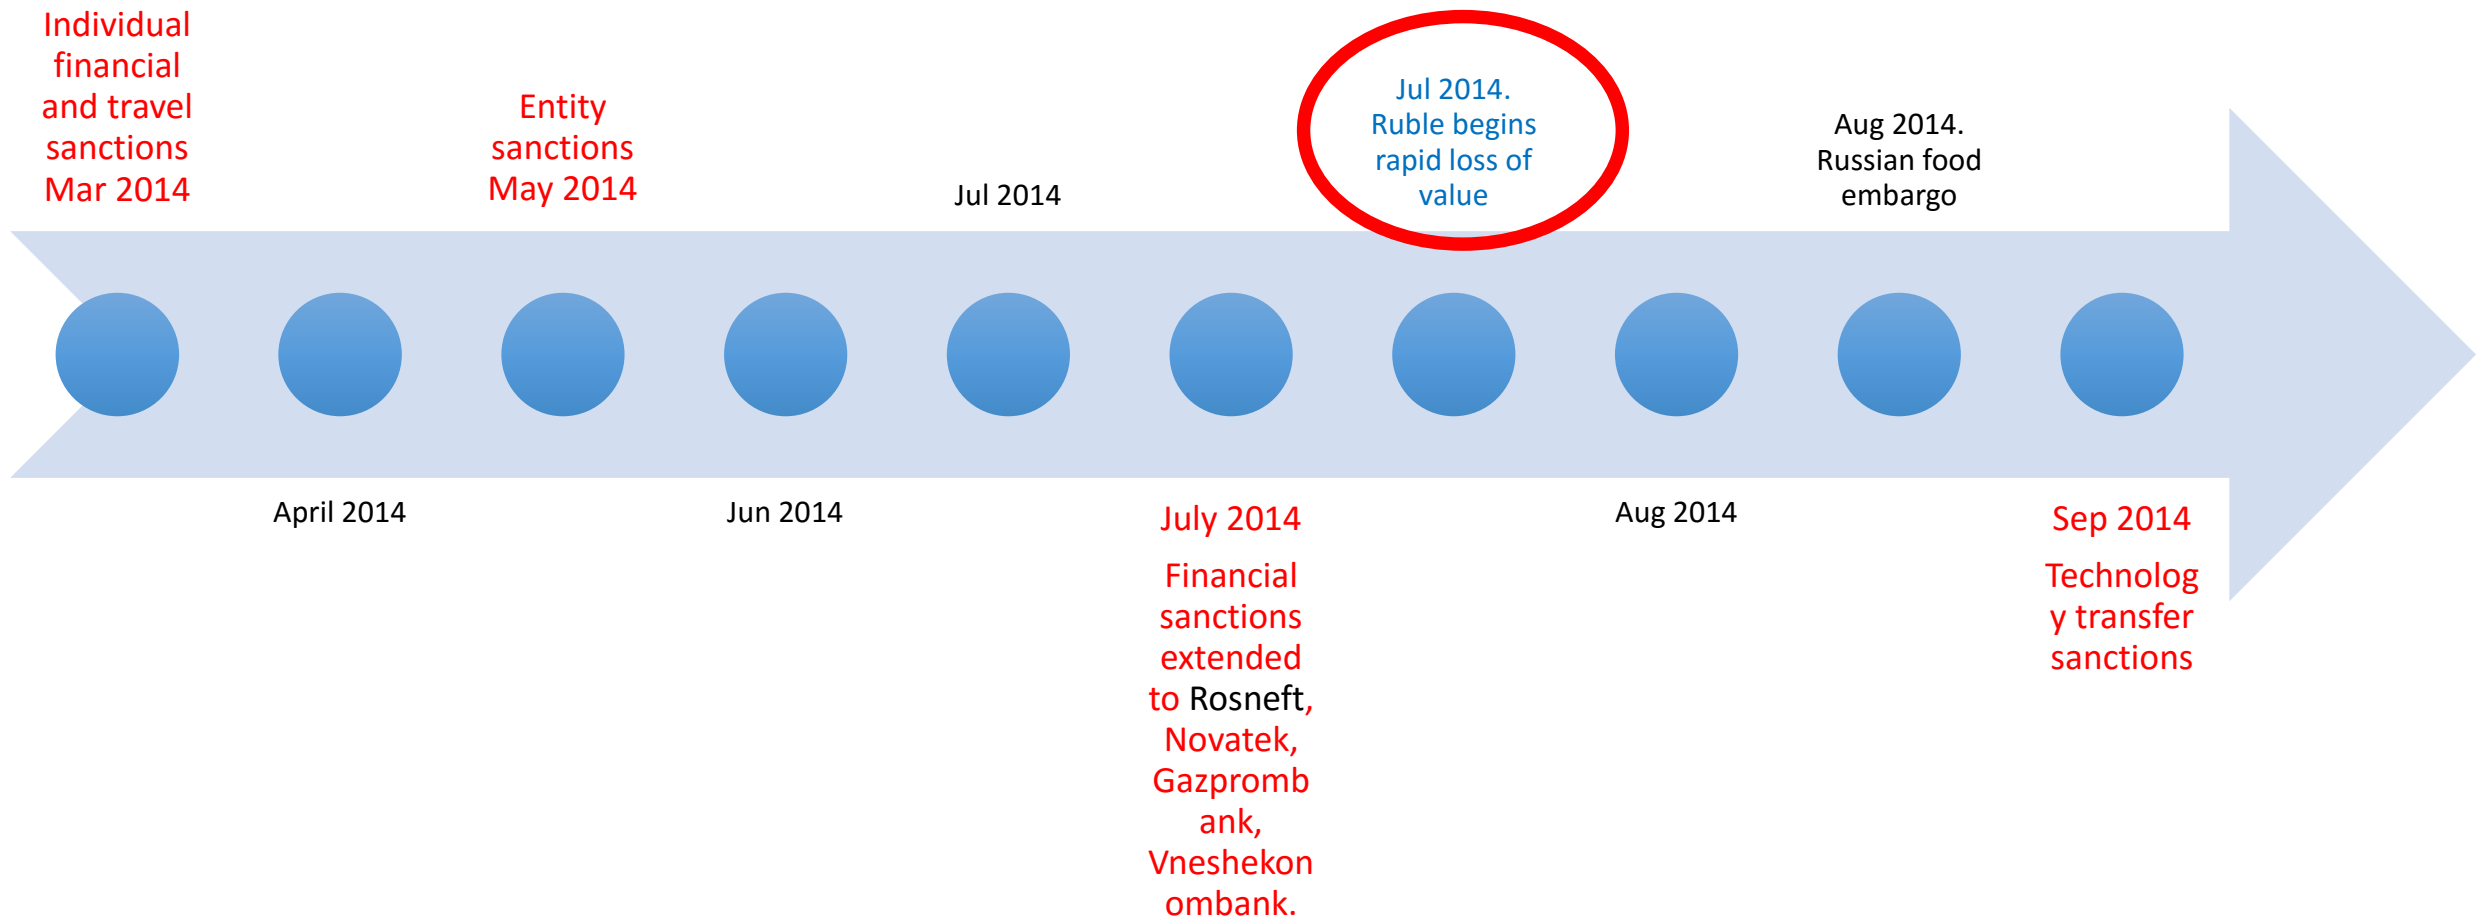 Individual
financial
and travel
sanctions
Mar 2014
April 2014
Entity
sanctions
May 2014
Jun 2014
Jul 2014
July 2014
Financial
sanctions
extended
to Rosneft,
Novatek,
Gazpromb
ank,
Vneshekon
ombank.
Jul 2014.
Ruble begins
rapid loss of
value
Aug 2014
Aug 2014.
Russian food
embargo
Sep 2014
Technolog
y transfer
sanctions